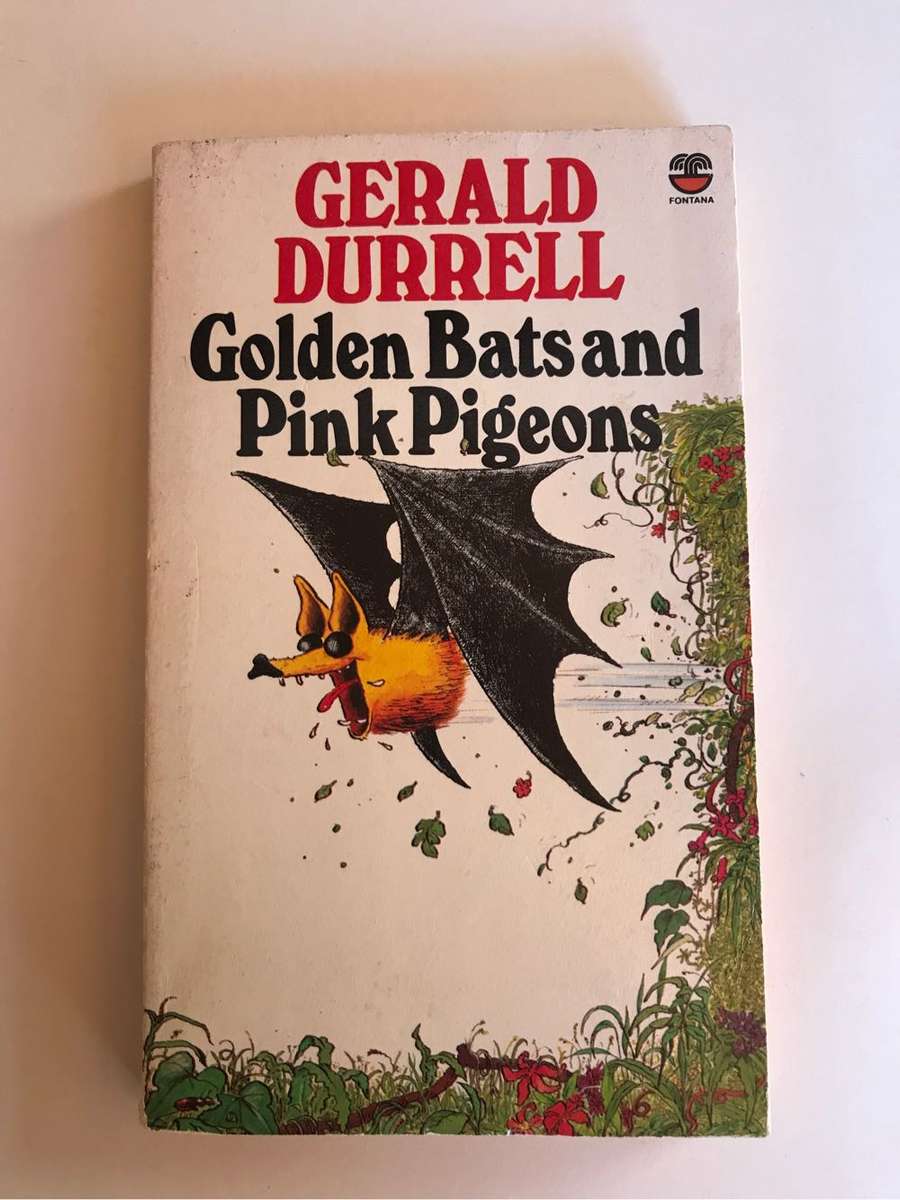 GERALD
DURRELL
FONTANA
Golden Bats and
Pink Pigeons